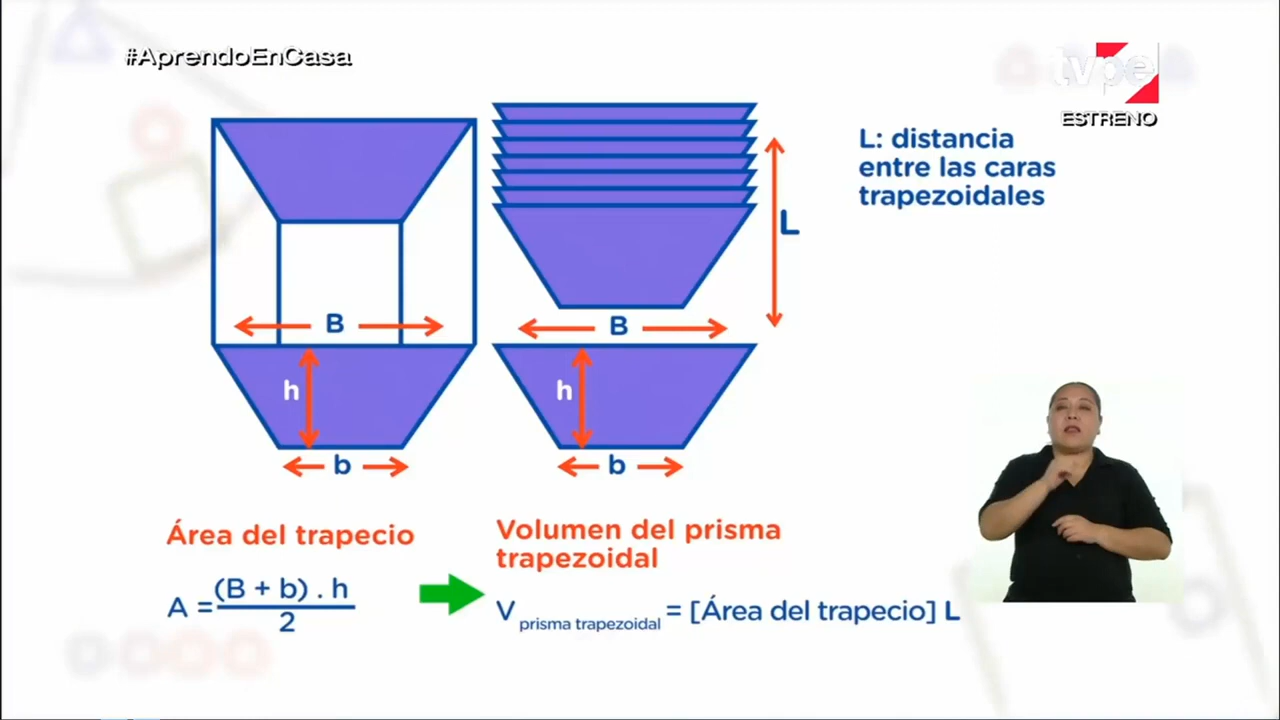 #AprendoEnCasa
tvpe
ESTRENO
L: distancia
entre las caras
trapezoidales
L
B
B
h
h
b
b
Área del trapecio
A = (B + b) . h
2
Volumen del prisma
trapezoidal
V prisma trapezoidal = [Área del trapecio] L